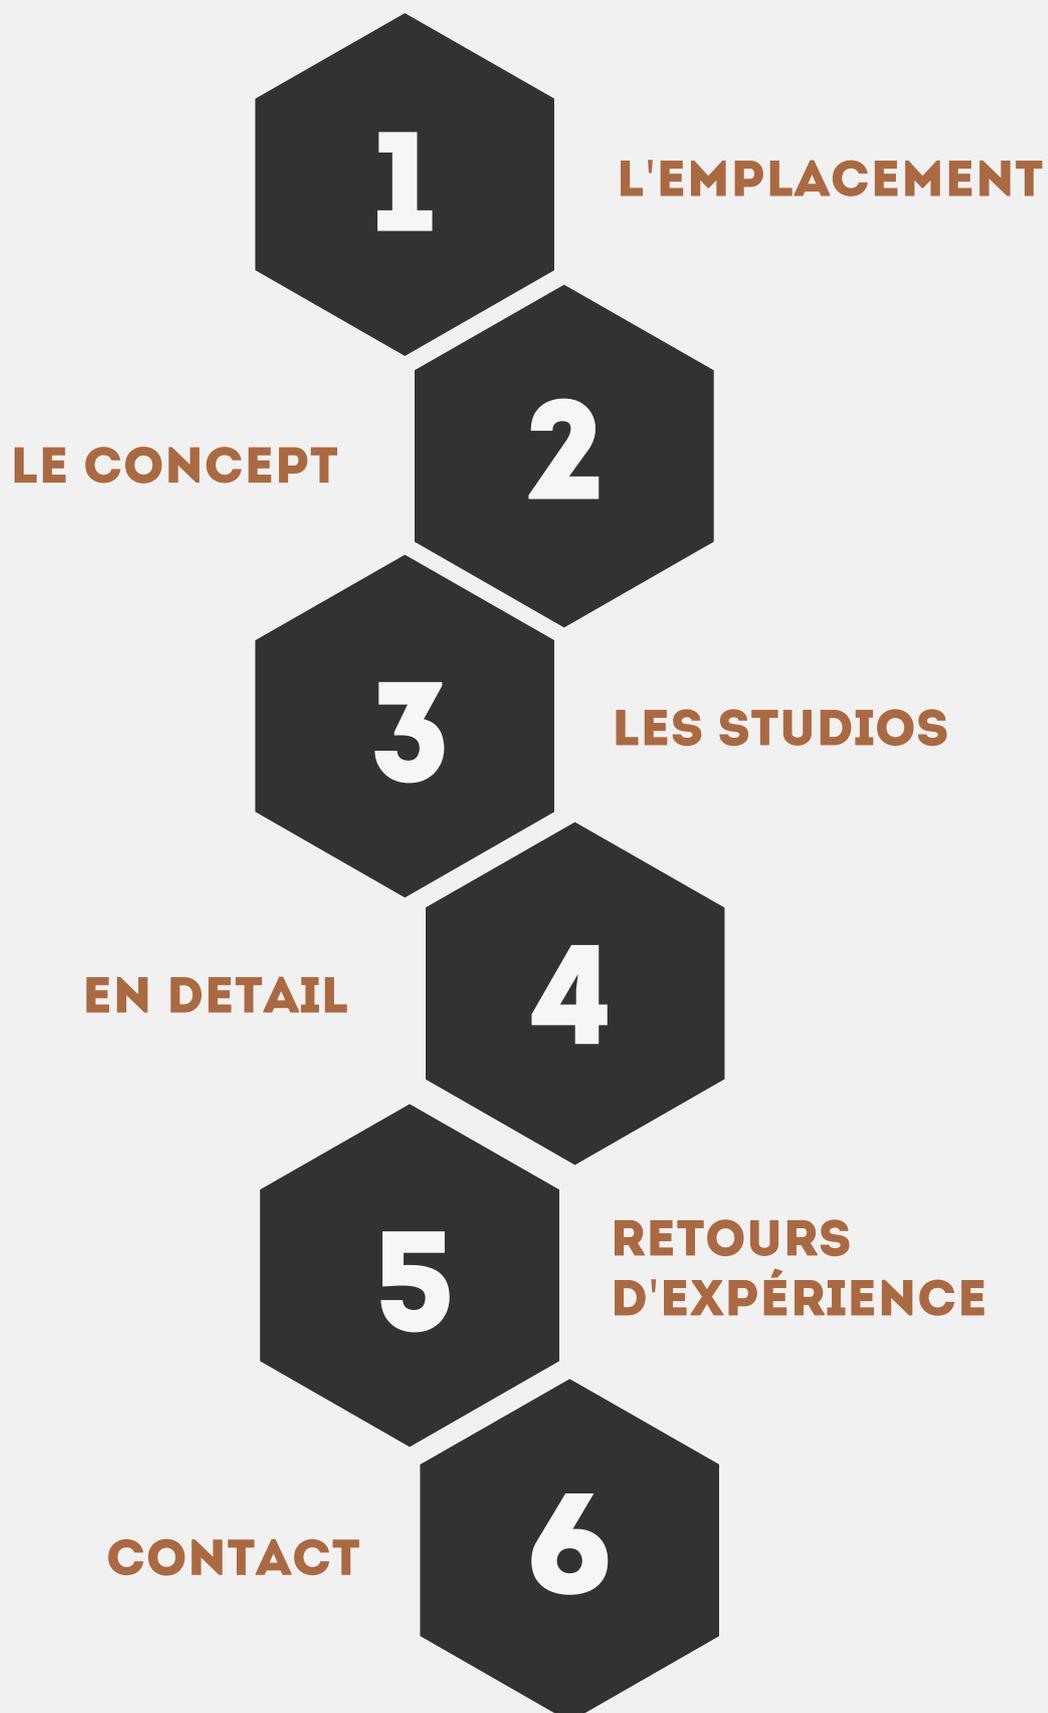 1
L'EMPLACEMENT
2
LE CONCEPT
3
LES STUDIOS
4
EN DETAIL
5
RETOURS
D'EXPÉRIENCE
6
CONTACT